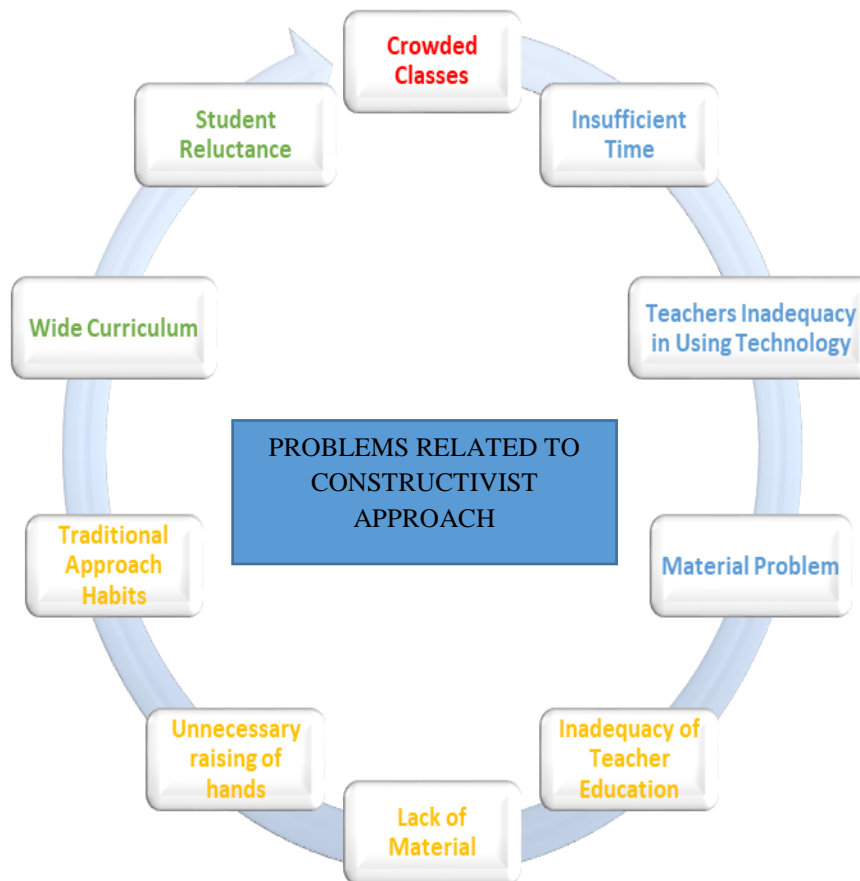 Crowded
Classes
Insufficient
Time
Teachers Inadequacy
in Using Technology
Material Problem
Inadequacy of
Teacher
Education
Lack of
Material
Unnecessary
raising of
hands
Traditional
Approach
Habits
Wide Curriculum
Student
Reluctance
PROBLEMS RELATED TO
CONSTRUCTIVIST
APPROACH